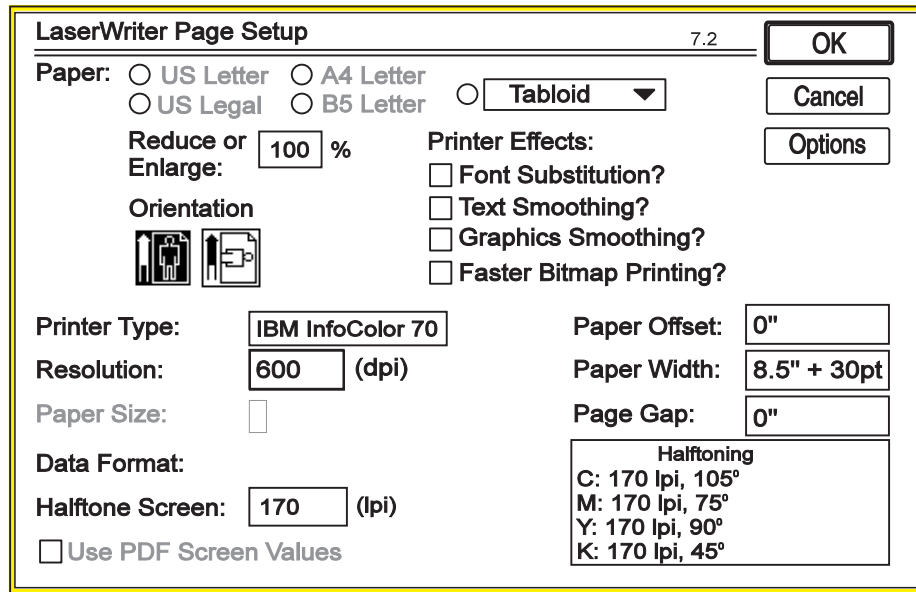 LaserWriter Page Setup 7.2 OK
Paper: US Letter A4 Letter
US Legal B5 Letter Tabloid Cancel
Reduce or Enlarge: 100 % Printer Effects: Options
Font Substitution?
Orientation Text Smoothing?
Graphics Smoothing?
Faster Bitmap Printing?
Printer Type: IBM InfoColor 70 Paper Offset: 0"
Resolution: 600 (dpi) Paper Width: 8.5" + 30pt
Paper Size: Page Gap: 0"
Data Format: Halftoning
C: 170 lpi, 105º
Halftone Screen: 170 (lpi) M: 170 lpi, 75º
Y: 170 lpi, 90º
Use PDF Screen Values K: 170 lpi, 45º